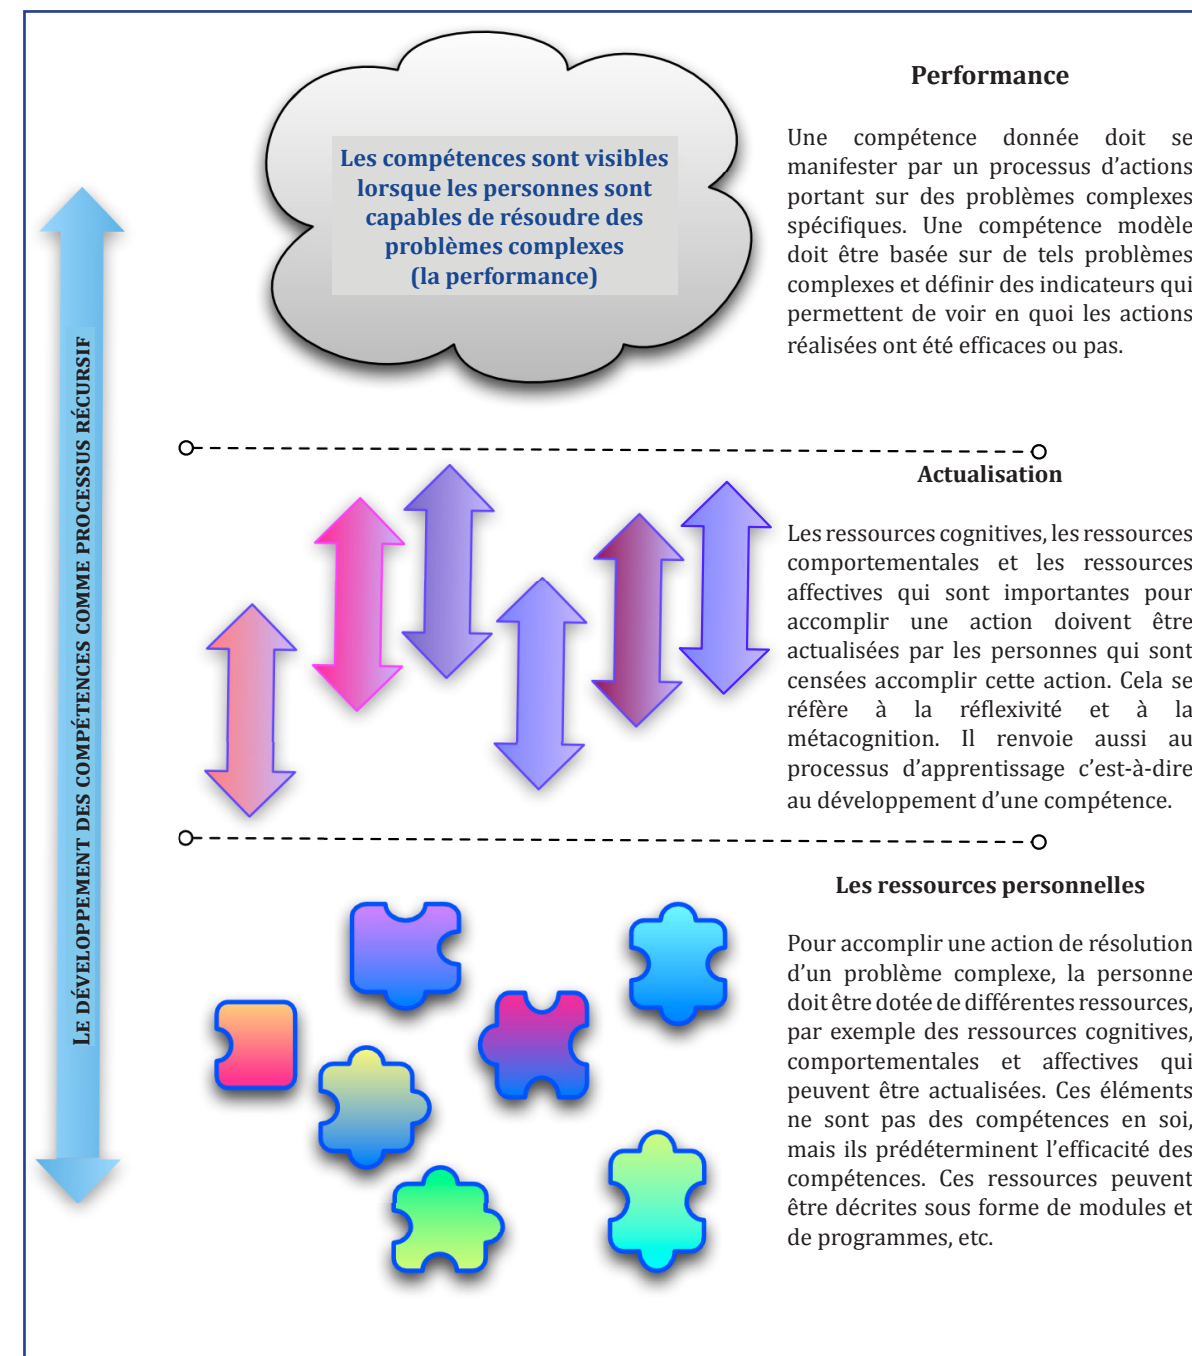 LE DÉVELOPPEMENT DES COMPÉTENCES COMME PROCESSUS RÉCURSIF
Les compétences sont visibles
lorsque les personnes sont
capables de résoudre des
problèmes complexes
(la performance)
Performance
Une compétence donnée doit se
manifester par un processus d’actions
portant sur des problèmes complexes
spécifiques. Une compétence modèle
doit être basée sur de tels problèmes
complexes et définir des indicateurs qui
permettent de voir en quoi les actions
réalisées ont été efficaces ou pas.
Actualisation
Les ressources cognitives, les ressources
comportementales et les ressources
affectives qui sont importantes pour
accomplir une action doivent être
actualisées par les personnes qui sont
censées accomplir cette action. Cela se
réfère à la réflexivité et à la
métacognition. Il renvoie aussi au
processus d’apprentissage c’est-à-dire
au développement d’une compétence.
Les ressources personnelles
Pour accomplir une action de résolution
d’un problème complexe, la personne
doit être dotée de différentes ressources,
par exemple des ressources cognitives,
comportementales et affectives qui
peuvent être actualisées. Ces éléments
ne sont pas des compétences en soi,
mais ils prédéterminent l’efficacité des
compétences. Ces ressources peuvent
être décrites sous forme de modules et
de programmes, etc.